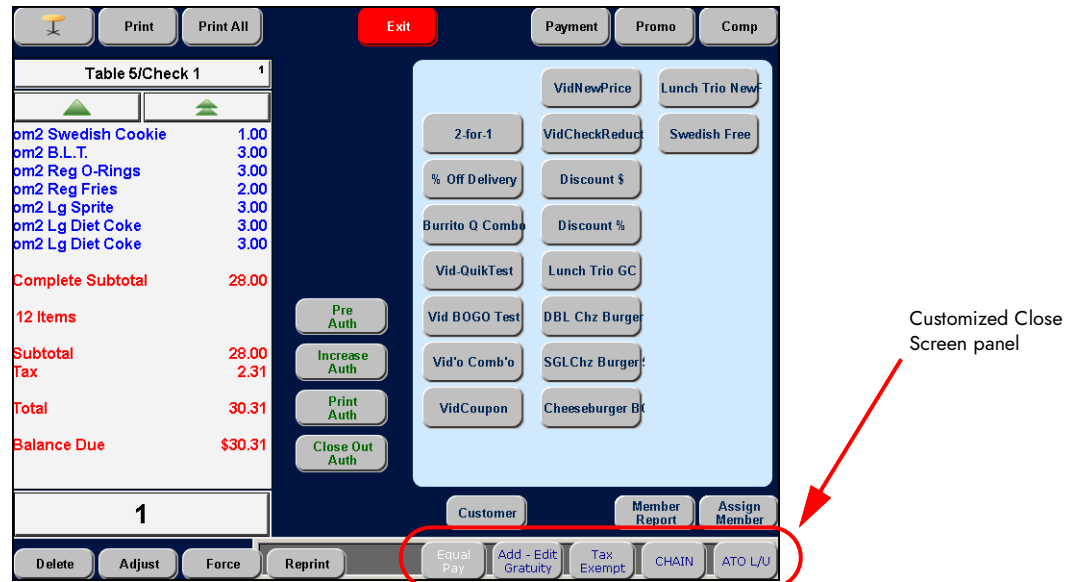 Print
Print All
Exit
Payment
Promo
Comp
Table 5/Check 1
1
om2 Swedish Cookie 1.00
om2 B.L.T. 3.00
om2 Reg O-Rings 3.00
om2 Reg Fries 2.00
om2 Lg Sprite 3.00
om2 Lg Diet Coke 3.00
om2 Lg Diet Coke 3.00
Complete Subtotal 28.00
12 Items
Subtotal 28.00
Tax 2.31
Total 30.31
Balance Due $30.31
1
Pre
Auth
Increase
Auth
Print
Auth
Close Out
Auth
VidNewPrice
Lunch Trio New
2-for-1
VidCheckReduct
Swedish Free
% Off Delivery
Discount $
Burrito Q Combo
Discount %
Vid-QuikTest
Lunch Trio GC
Vid BOGO Test
DBL Chz Burger
Vid'o Comb'o
SGLChz Burger
VidCoupon
Cheeseburger B
Customer
Member
Report
Assign
Member
Delete
Adjust
Force
Reprint
Equal
Pay
Add - Edit
Gratuity
Tax
Exempt
CHAIN
ATO L/U
Customized Close
Screen panel